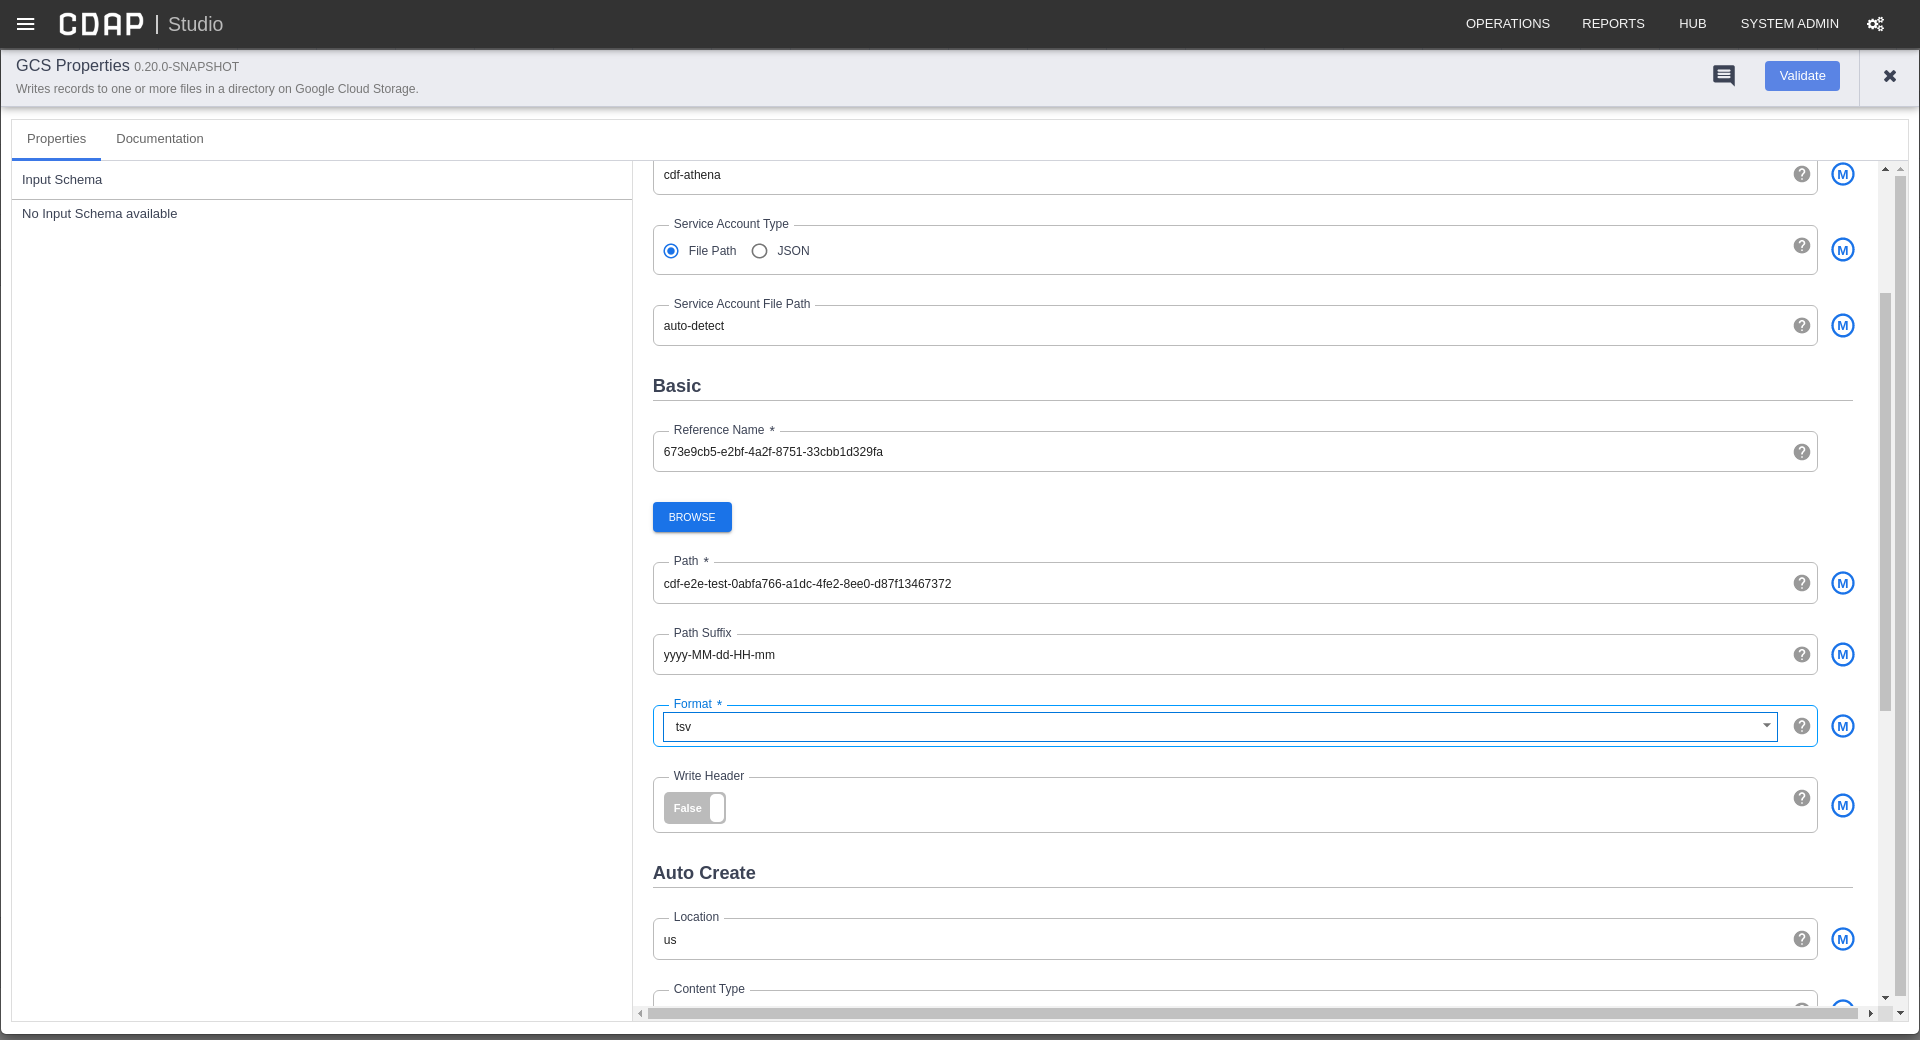 CDAP | Studio
OPERATIONS REPORTS HUB SYSTEM ADMIN
GCS Properties 0.20.0-SNAPSHOT
Writes records to one or more files in a directory on Google Cloud Storage.
Validate
Properties Documentation
Input Schema
No Input Schema available
cdf-athena
M
Service Account Type
File Path JSON
M
Service Account File Path
auto-detect
M
Basic
Reference Name *
673e9cb5-e2bf-4a2f-8751-33cbb1d329fa
BROWSE
Path *
cdf-e2e-test-0abfa766-a1dc-4fe2-8ee0-d87f13467372
M
Path Suffix
yyyy-MM-dd-HH-mm
M
Format *
tsv
M
Write Header
False
M
Auto Create
Location
us
M
Content Type